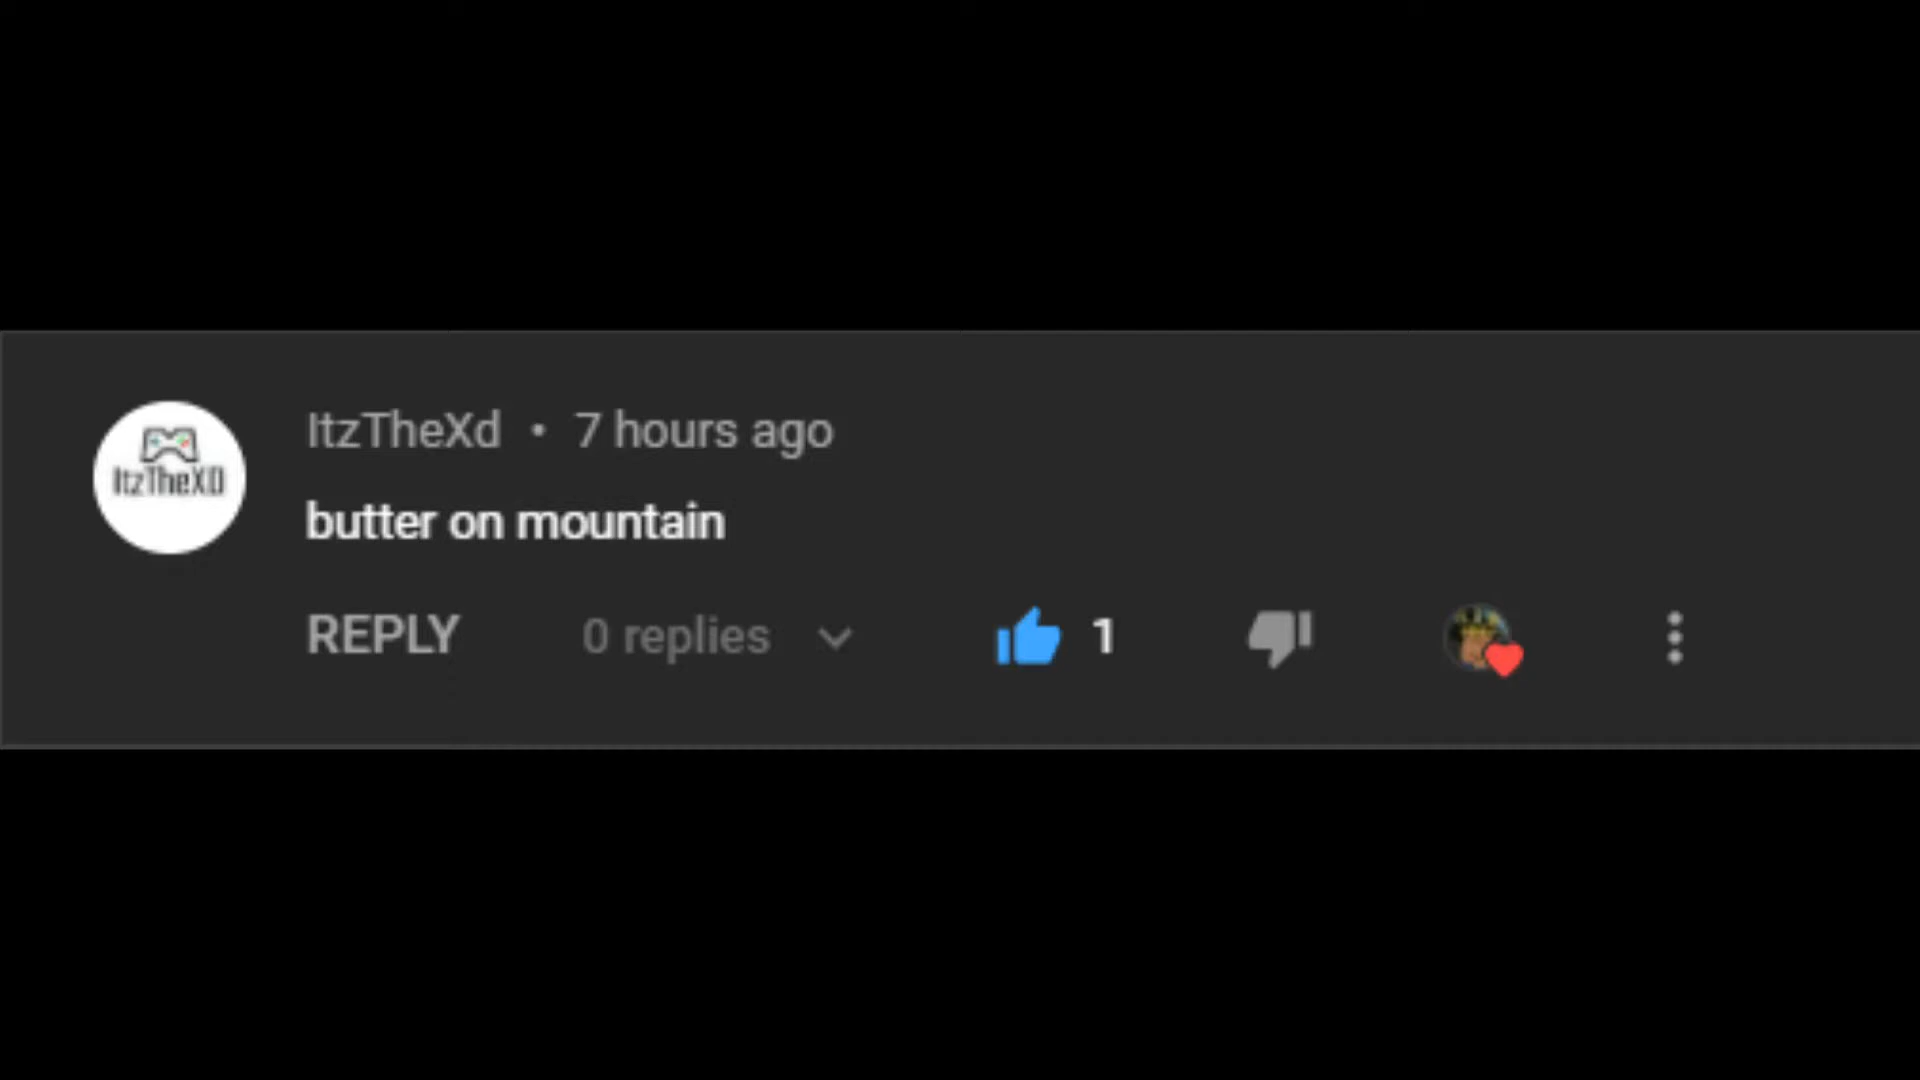 ItzTheXD
ItzTheXd • 7 hours ago
butter on mountain
REPLY 0 replies 1